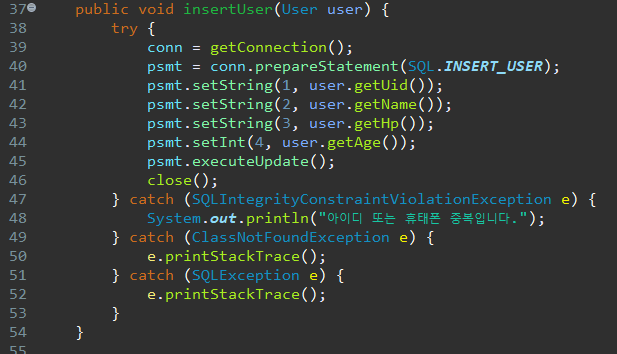 37 public void insertUser(User user) {
38 try {
39 conn = getConnection();
40 psmt = conn.prepareStatement(SQL.INSERT_USER);
41 psmt.setString(1, user.getUid());
42 psmt.setString(2, user.getName());
43 psmt.setString(3, user.getHp());
44 psmt.setInt(4, user.getAge());
45 psmt.executeUpdate();
46 close();
47 } catch (SQLIntegrityConstraintViolationException e) {
48 System.out.println("아이디 또는 휴태폰 중복입니다.");
49 } catch (ClassNotFoundException e) {
50 e.printStackTrace();
51 } catch (SQLException e) {
52 e.printStackTrace();
53 }
54 }
55